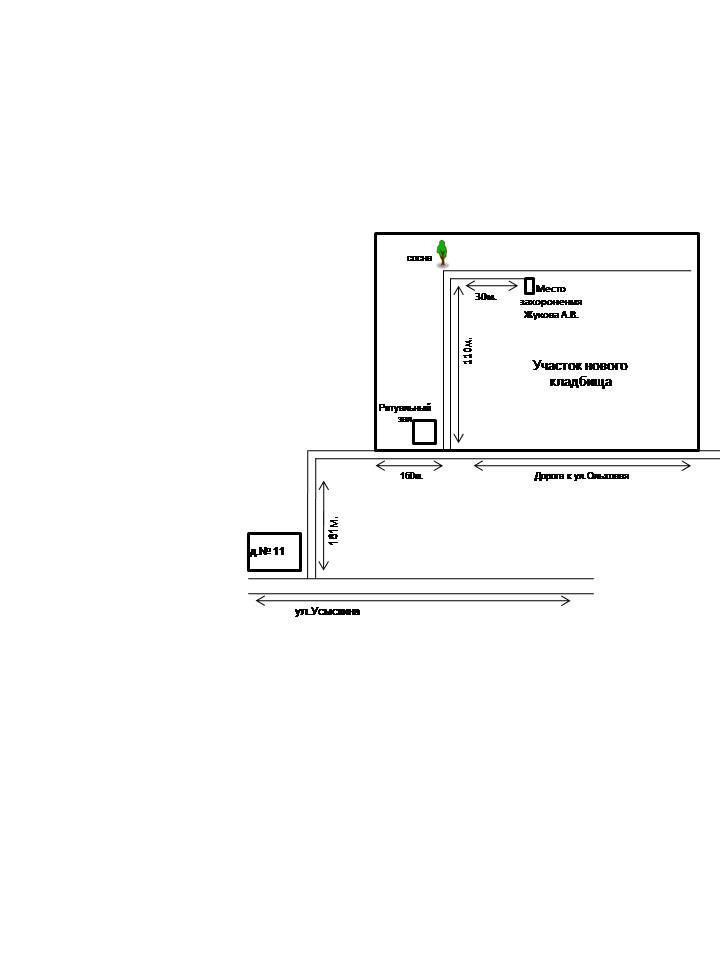 сосна
30м.
Место
захоронения
Жукова А.В.
110м.
Участок нового
кладбища
Ритуальный
зал
160м.
Дорога к ул.Ольховая
161м.
д.№ 11
ул.Усыскина